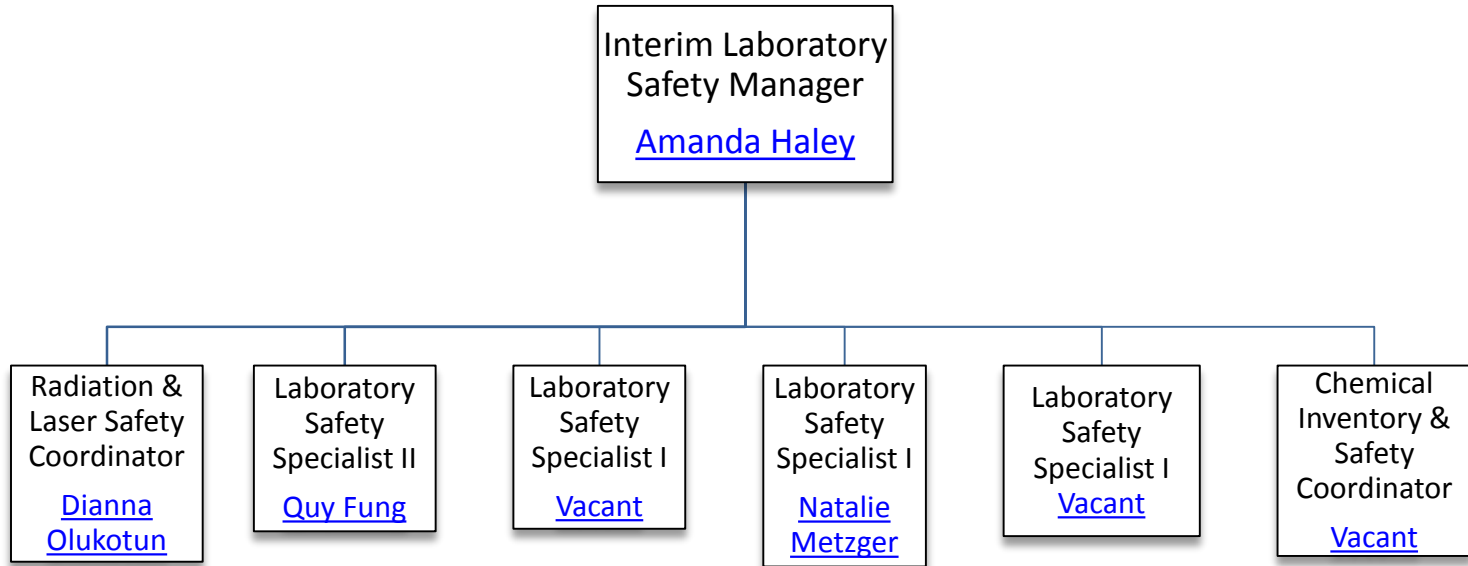 Interim Laboratory
Safety Manager
Amanda Haley
Radiation &
Laser Safety
Coordinator
Dianna
Olukotun
Laboratory
Safety
Specialist II
Quy Fung
Laboratory
Safety
Specialist I
Vacant
Laboratory
Safety
Specialist I
Natalie
Metzger
Laboratory
Safety
Specialist I
Vacant
Chemical
Inventory &
Safety
Coordinator
Vacant